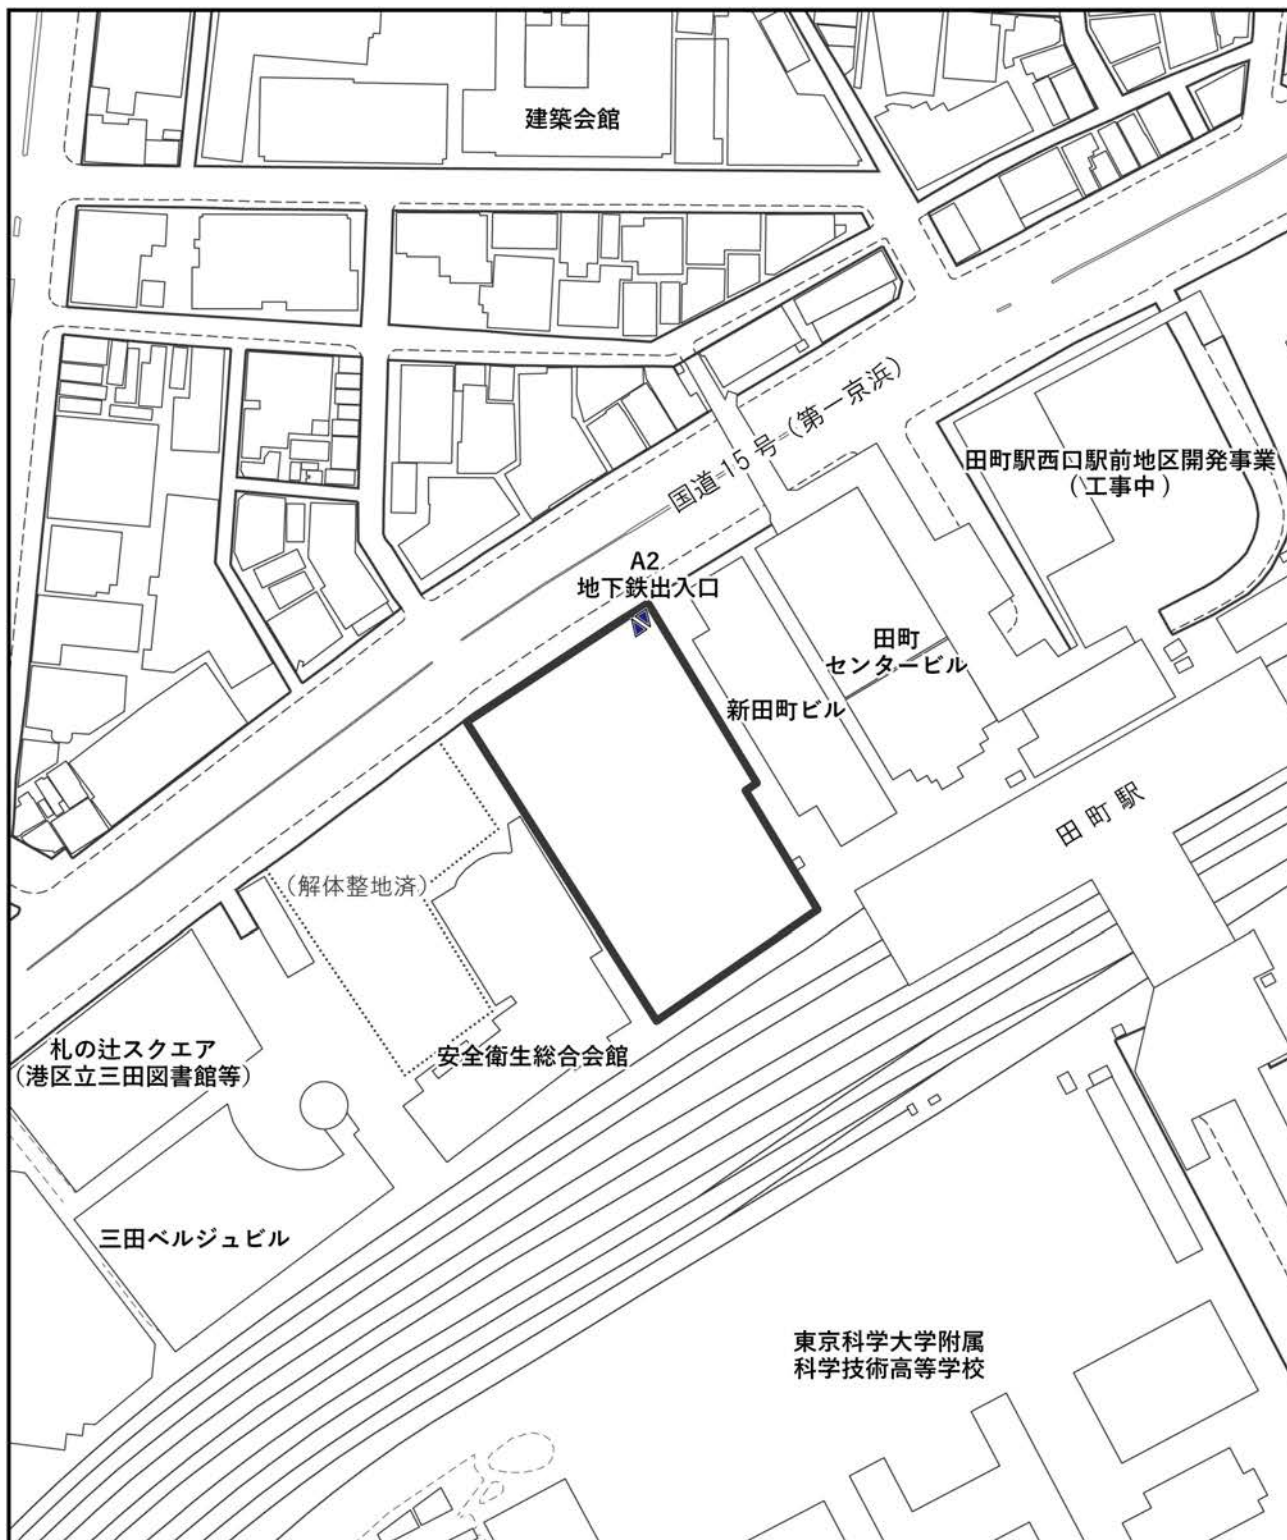 建築会館
国道15号（第一京浜）
田町駅西口駅前地区開発事業
（工事中）
A2
地下鉄出入口
田町
センタービル
新田町ビル
田町駅
（解体整地済）
札の辻スクエア
（港区立三田図書館等）
安全衛生総合会館
三田ベルジュビル
東京科学大学附属
科学技術高等学校